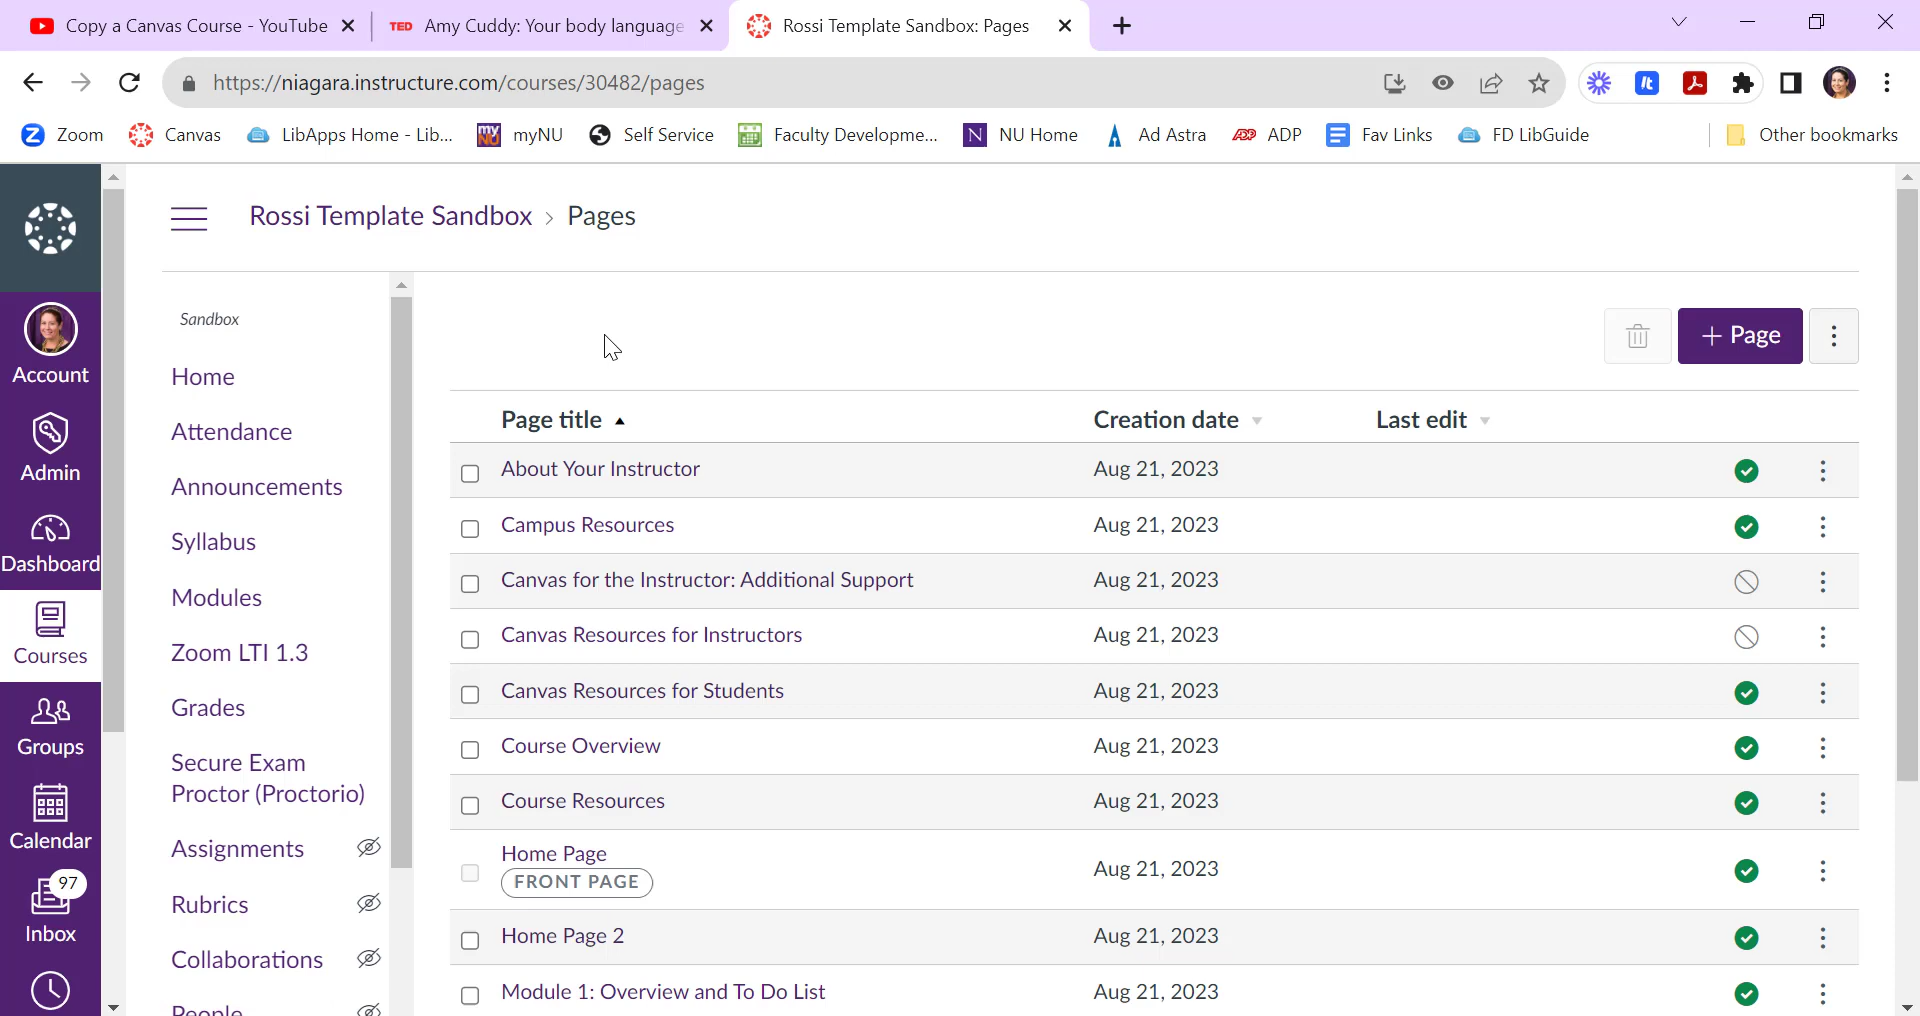 Copy a Canvas Course - YouTube
TED Amy Cuddy: Your body language
Rossi Template Sandbox: Pages
https://niagara.instructure.com/courses/30482/pages
Zoom
Canvas
LibApps Home - Lib...
myNU
Self Service
Faculty Developme...
N NU Home
Ad Astra
ADP ADP
Fav Links
FD LibGuide
Other bookmarks
Rossi Template Sandbox > Pages
Account
Admin
Dashboard
Courses
Groups
Calendar
97
Inbox
Sandbox
Home
Attendance
Announcements
Syllabus
Modules
Zoom LTI 1.3
Grades
Secure Exam
Proctor (Proctorio)
Assignments
Rubrics
Collaborations
People
+ Page
Page title Creation date Last edit
About Your Instructor Aug 21, 2023
Campus Resources Aug 21, 2023
Canvas for the Instructor: Additional Support Aug 21, 2023
Canvas Resources for Instructors Aug 21, 2023
Canvas Resources for Students Aug 21, 2023
Course Overview Aug 21, 2023
Course Resources Aug 21, 2023
Home Page
FRONT PAGE
Aug 21, 2023
Home Page 2 Aug 21, 2023
Module 1: Overview and To Do List Aug 21, 2023